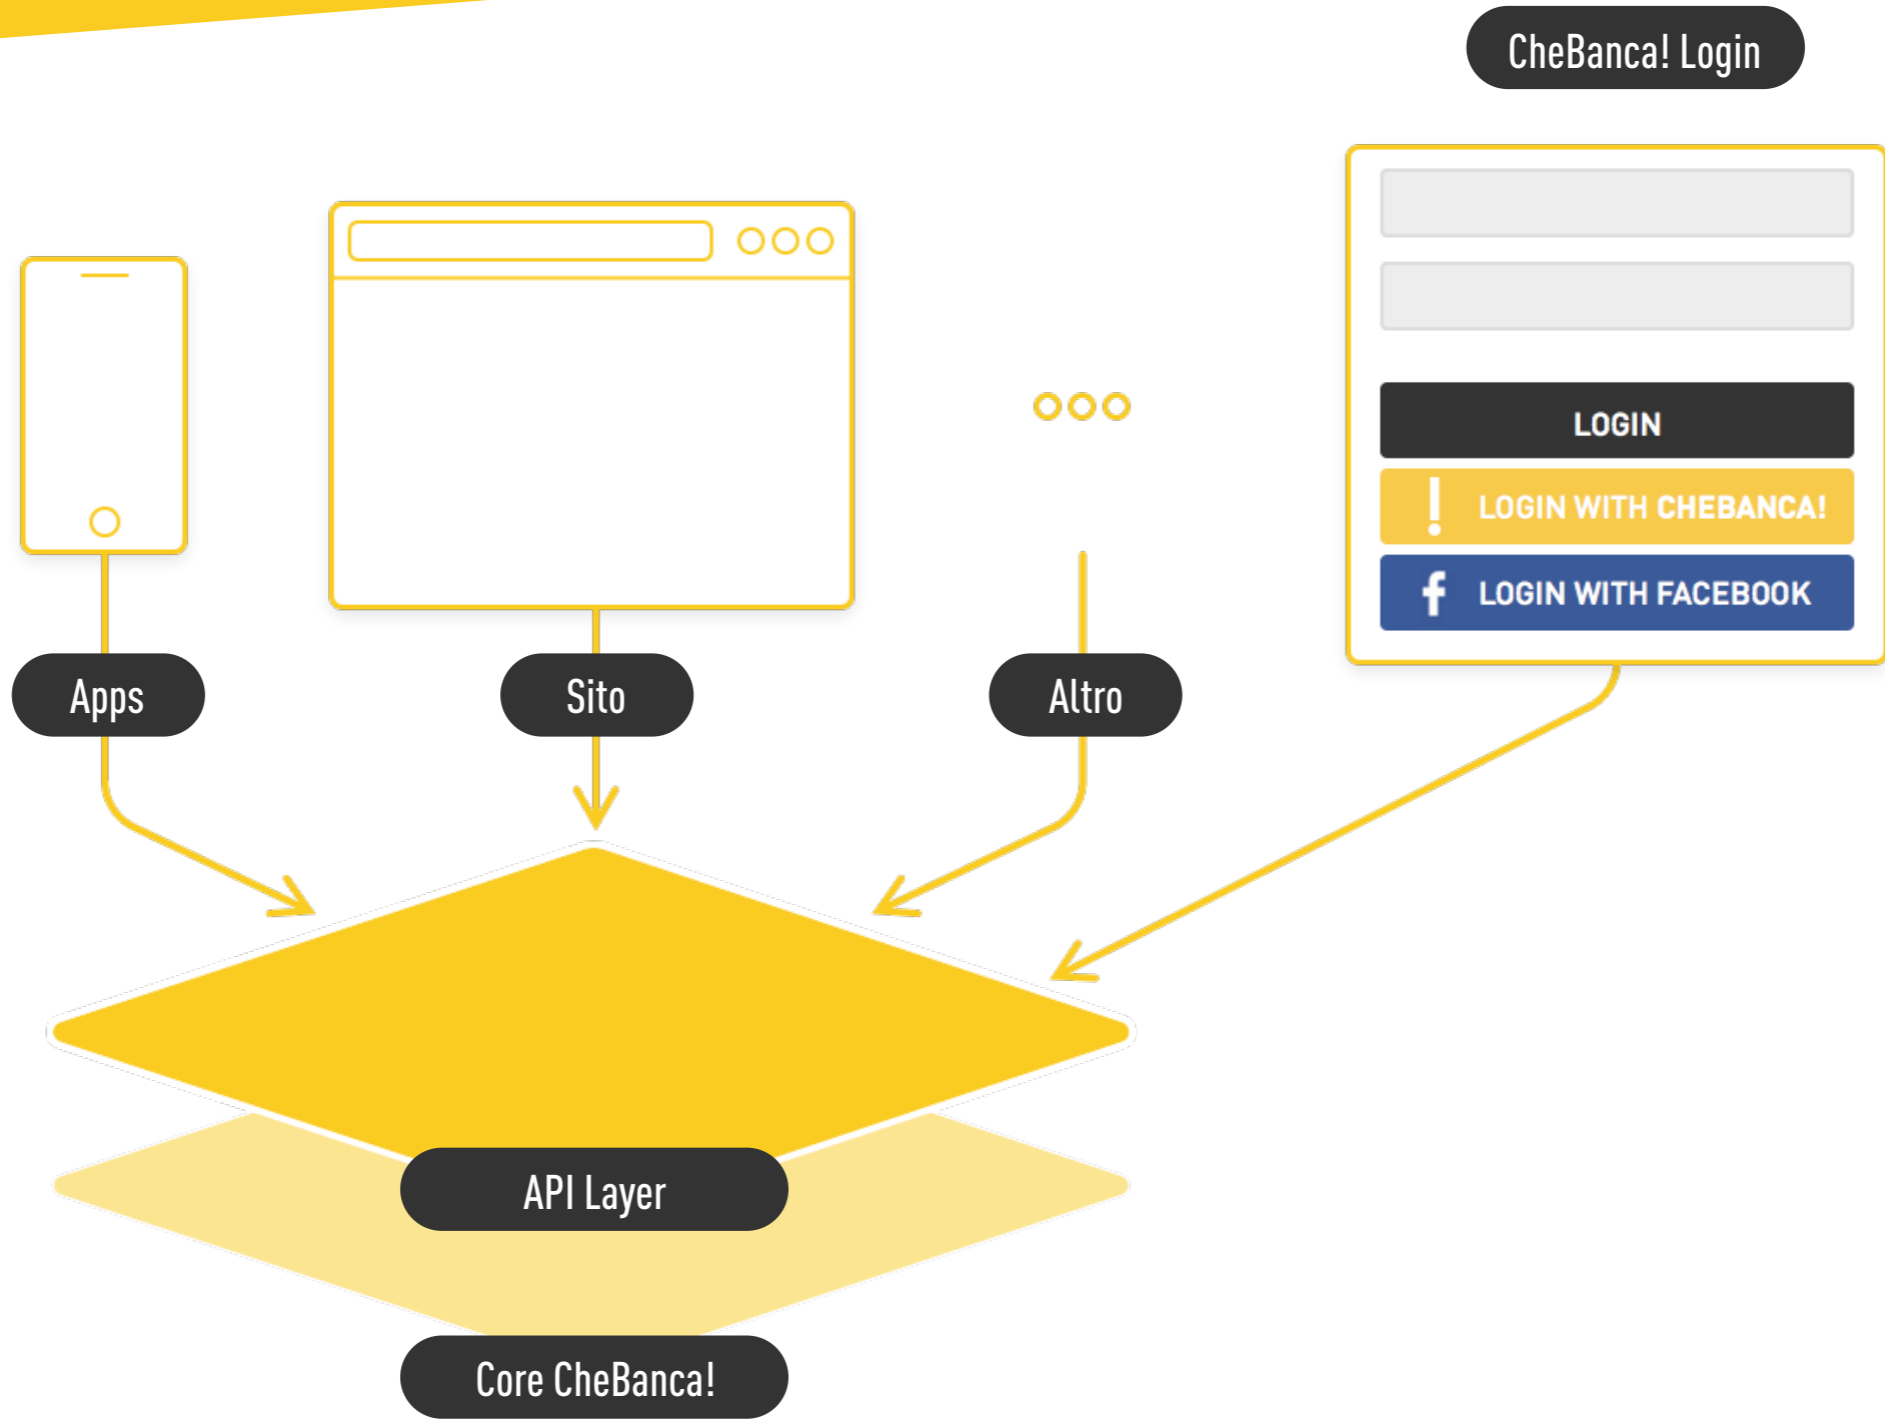 CheBanca! Login
LOGIN
LOGIN WITH CHEBANCA!
f LOGIN WITH FACEBOOK
Apps
Sito
Altro
API Layer
Core CheBanca!